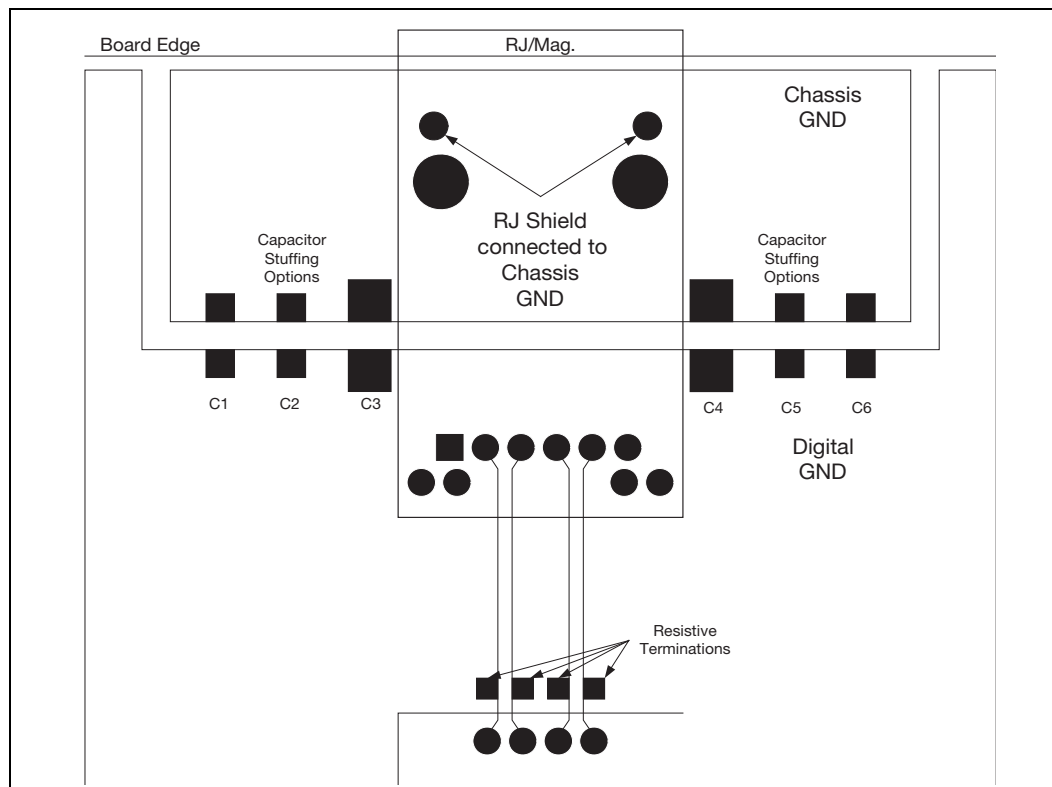 Board Edge
RJ/Mag.
Chassis
GND
RJ Shield
connected to
Chassis
GND
Capacitor
Stuffing
Options
Capacitor
Stuffing
Options
C1
C2
C3
C4
C5
C6
Digital
GND
Resistive
Terminations